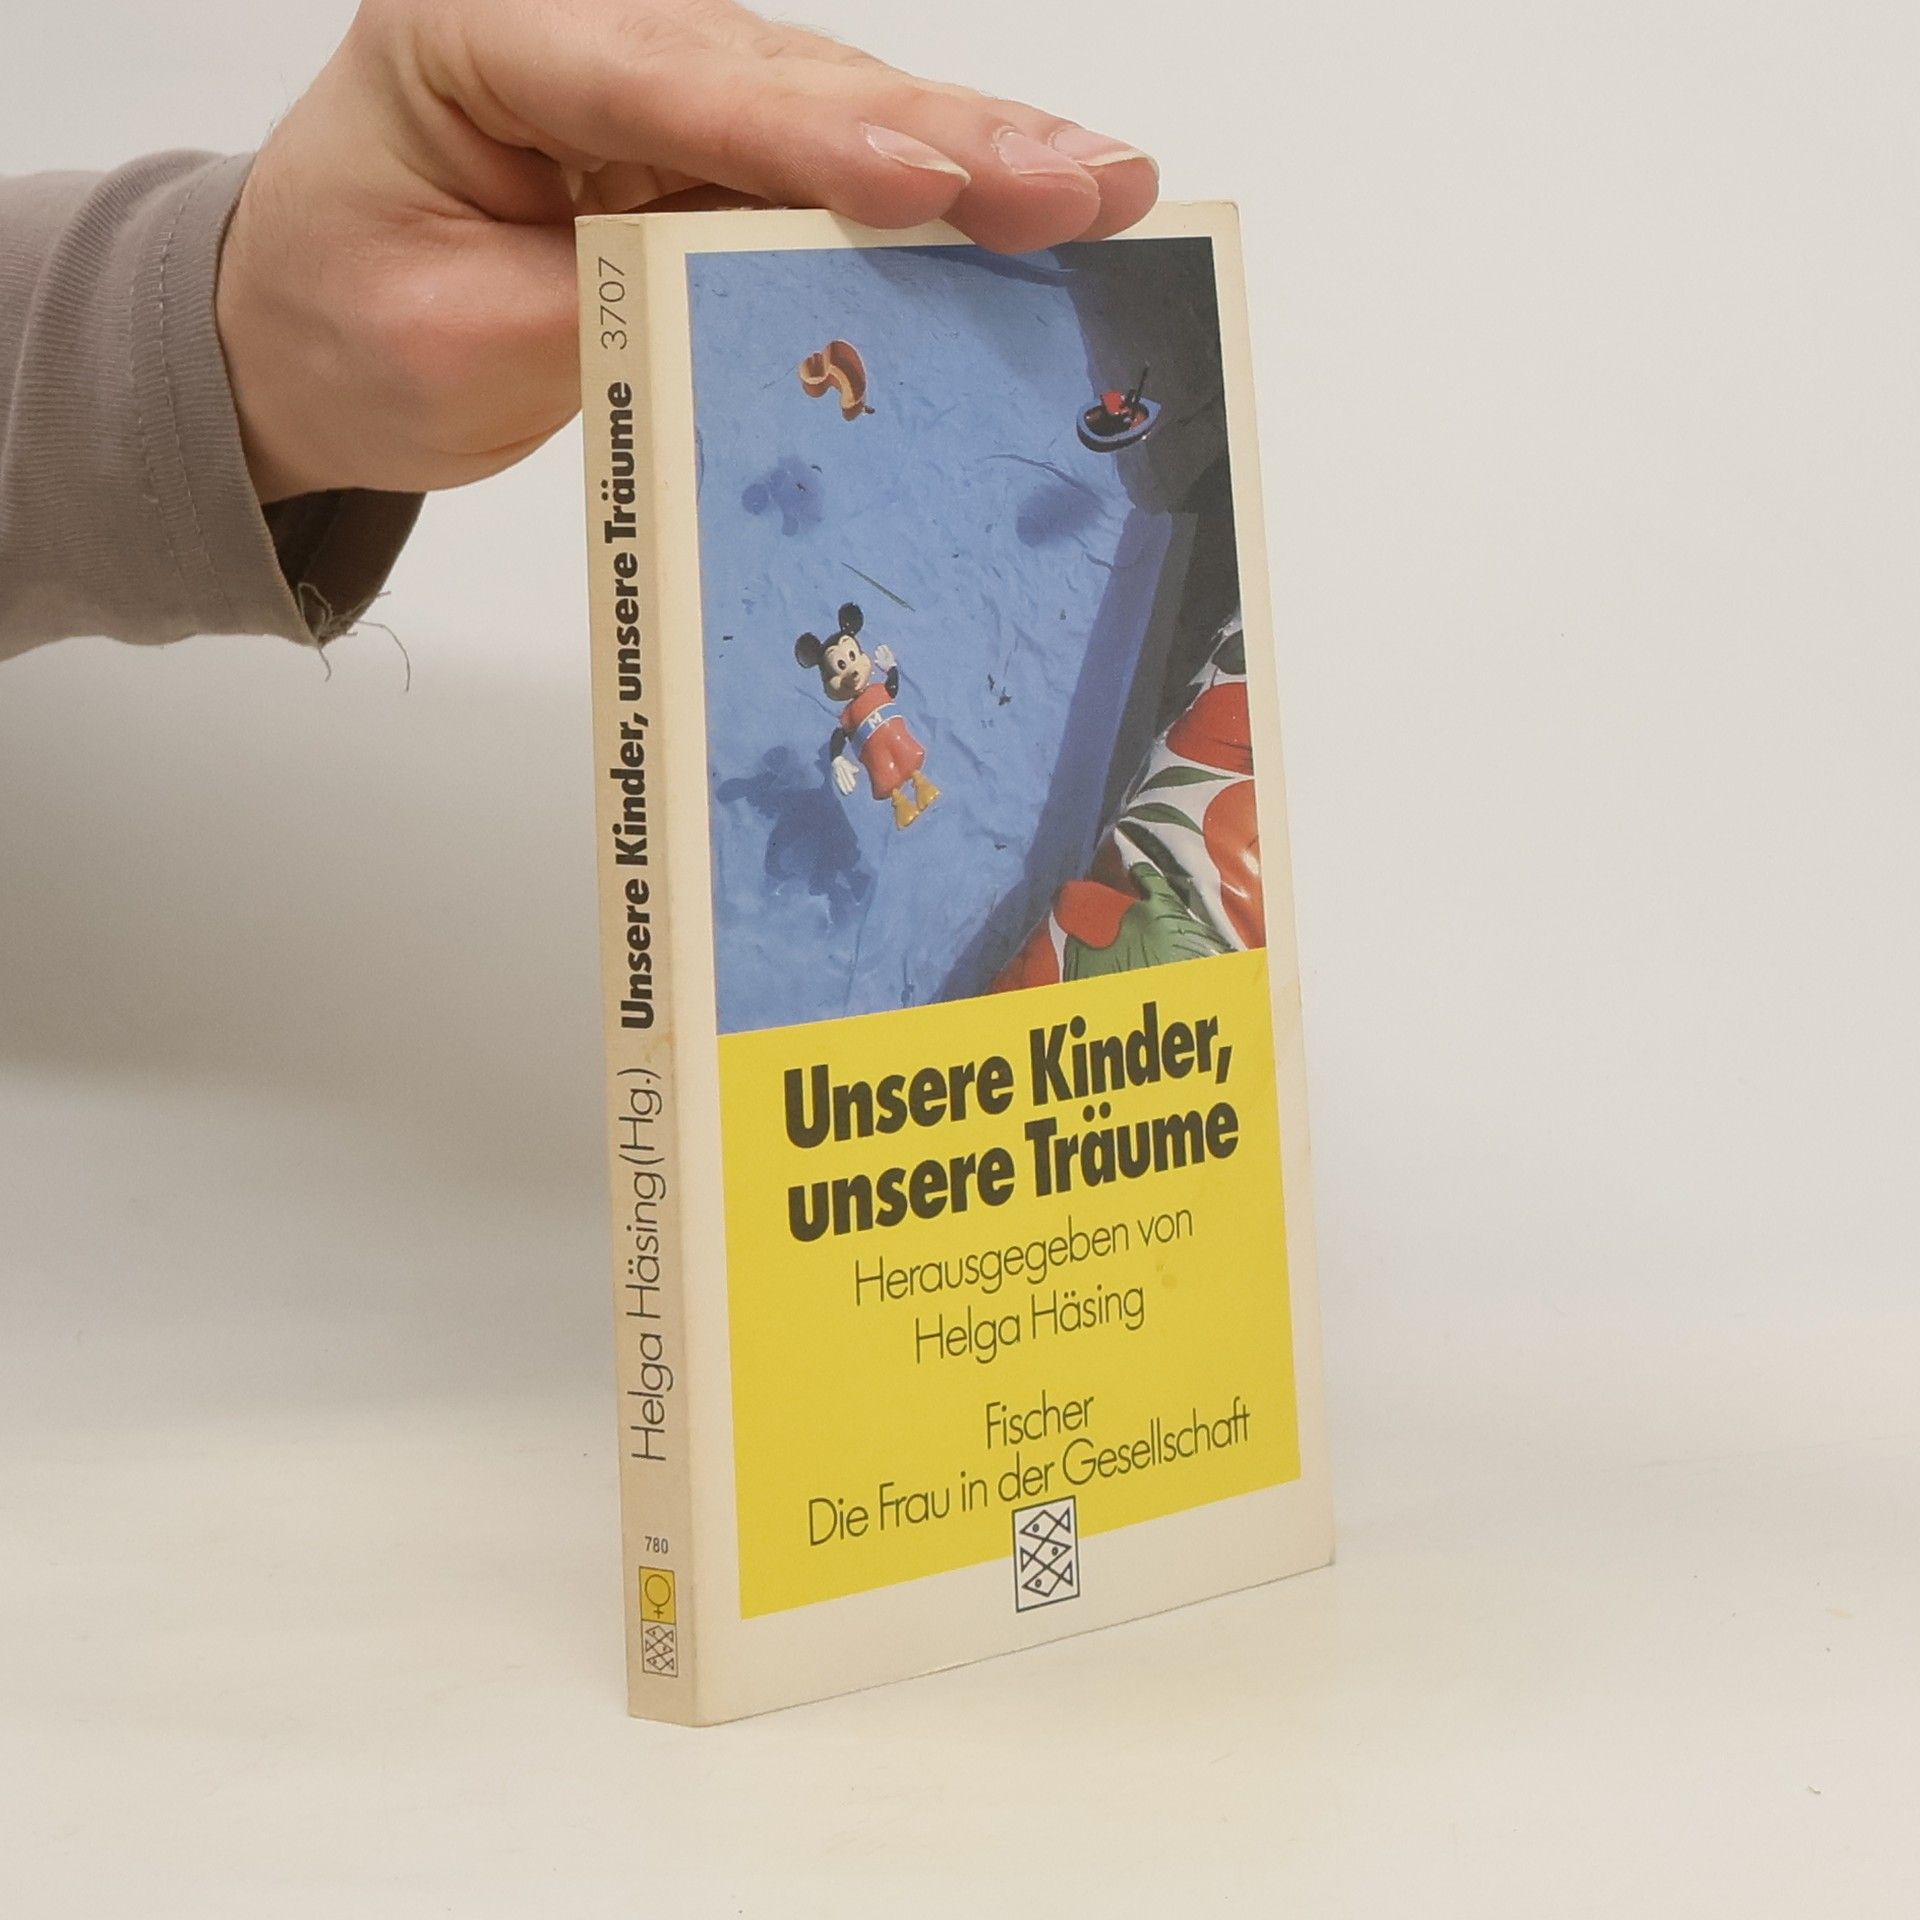 Helga Häsing (Hg.) Unsere Kinder, unsere Träume 3707
780
M
Unsere Kinder,
unsere Träume
Herausgegeben von
Helga Häsing
Fischer
Die Frau in der Gesellschaft